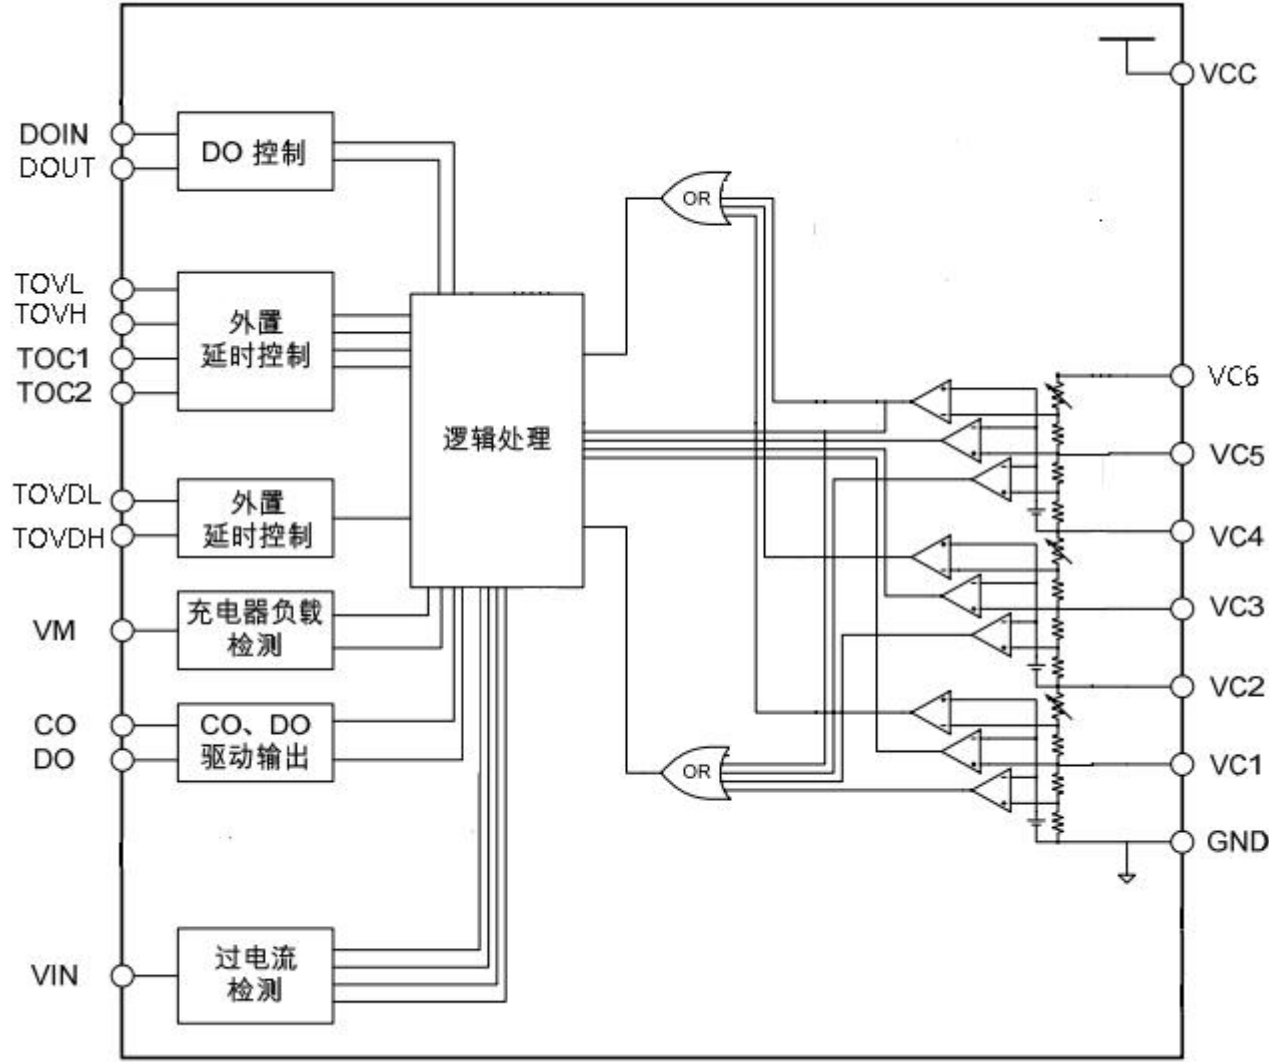 VCC
DOIN
DOUT
DO 控制
OR
TOVL
TOVH
TOC1
TOC2
外置
延时控制
VC6
逻辑处理
VC5
TOVDL
TOVDH
外置
延时控制
VC4
VM
充电器负载
检测
VC3
VC2
CO
DO
CO、DO
驱动输出
OR
VC1
GND
VIN
过电流
检测